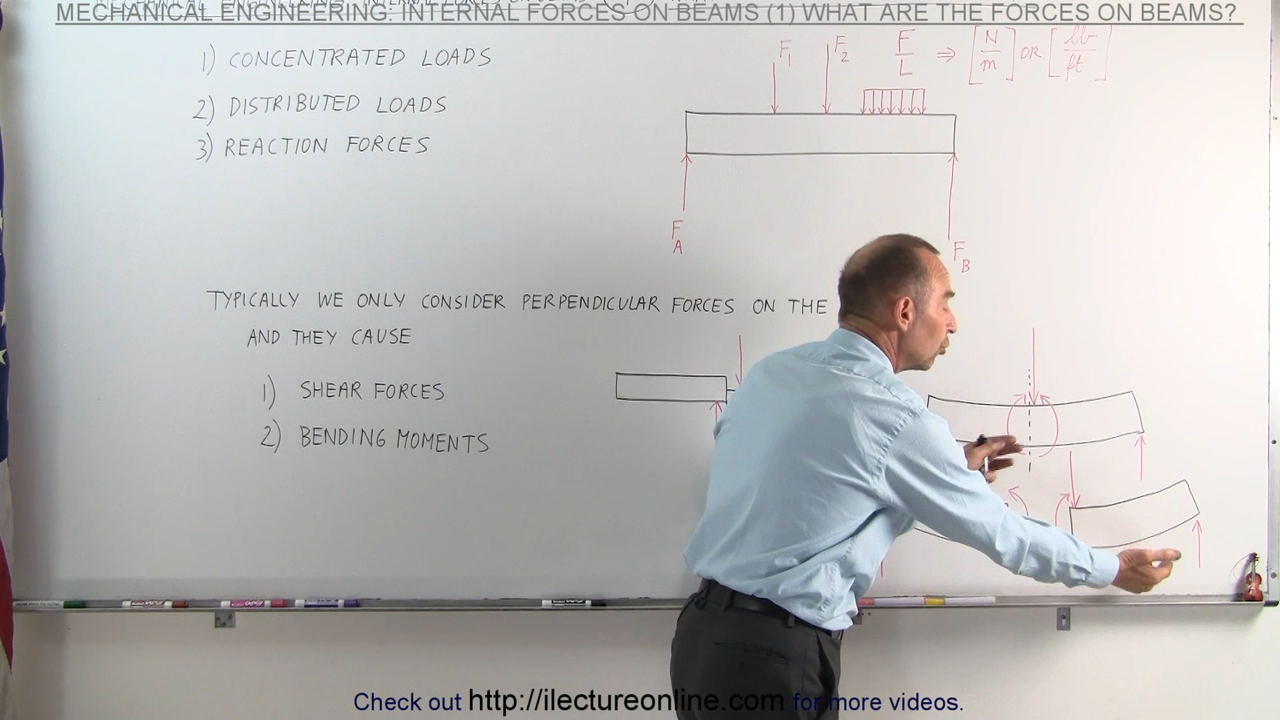 MECHANICAL ENGINEERING: INTERNAL FORCES ON BEAMS (1) WHAT ARE THE FORCES ON BEAMS?
1) CONCENTRATED LOADS
2) DISTRIBUTED LOADS
3) REACTION FORCES
F1 F2 F/L ⇒ [N/m] OR [lb/ft]
FA
FB
TYPICALLY WE ONLY CONSIDER PERPENDICULAR FORCES ON THE
AND THEY CAUSE
1) SHEAR FORCES
2) BENDING MOMENTS
Check out http://ilectureonline.com for more videos.